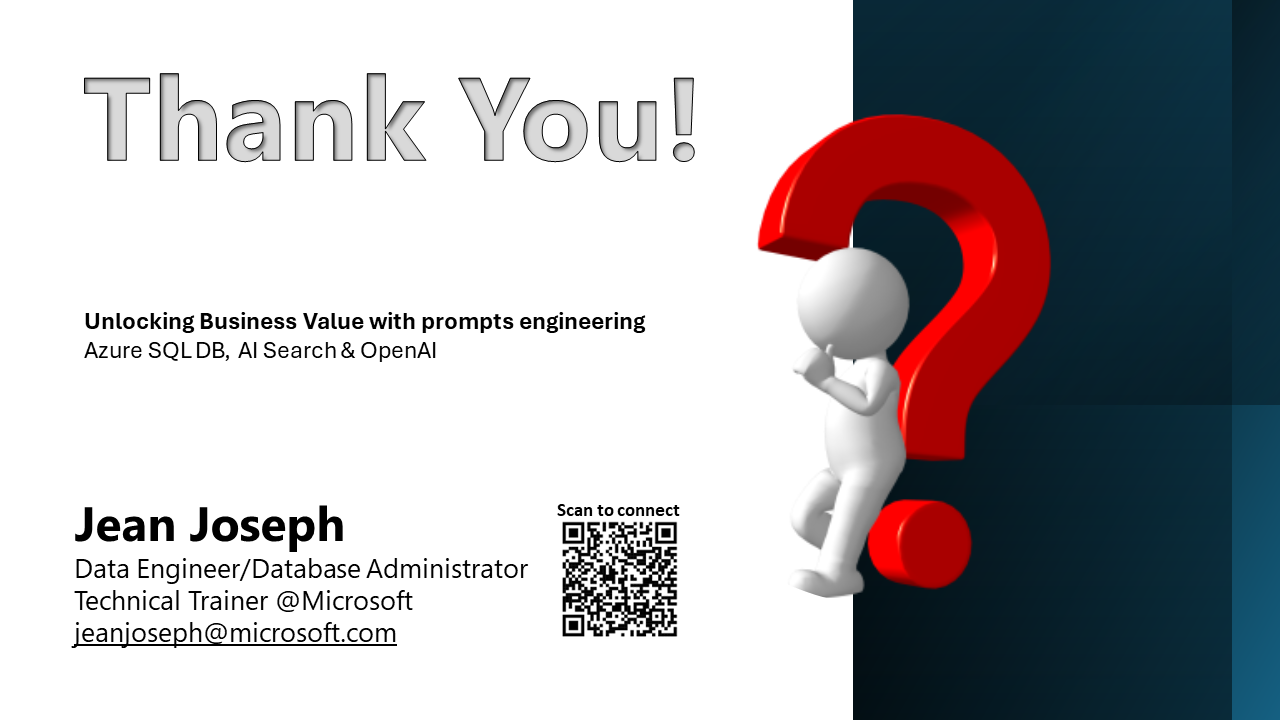 Thank You!
Unlocking Business Value with prompts engineering
Azure SQL DB, AI Search & OpenAI
Jean Joseph
Data Engineer/Database Administrator
Technical Trainer @Microsoft
jeanjoseph@microsoft.com
Scan to connect